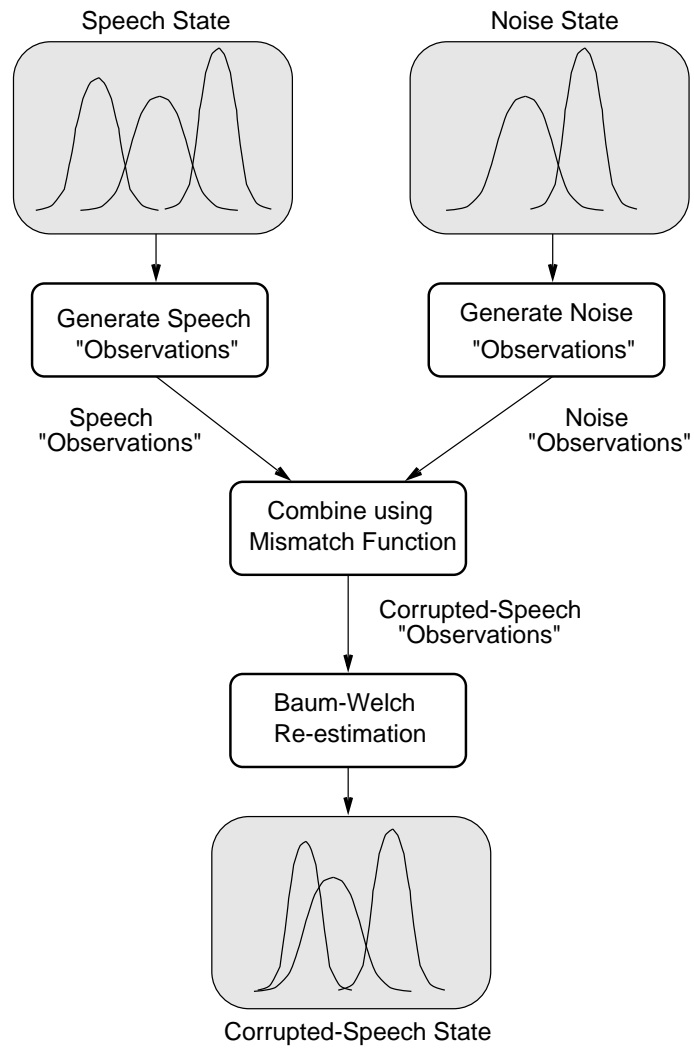 Speech State
Noise State
Generate Speech
"Observations"
Generate Noise
"Observations"
Speech
"Observations"
Noise
"Observations"
Combine using
Mismatch Function
Corrupted-Speech
"Observations"
Baum-Welch
Re-estimation
Corrupted-Speech State